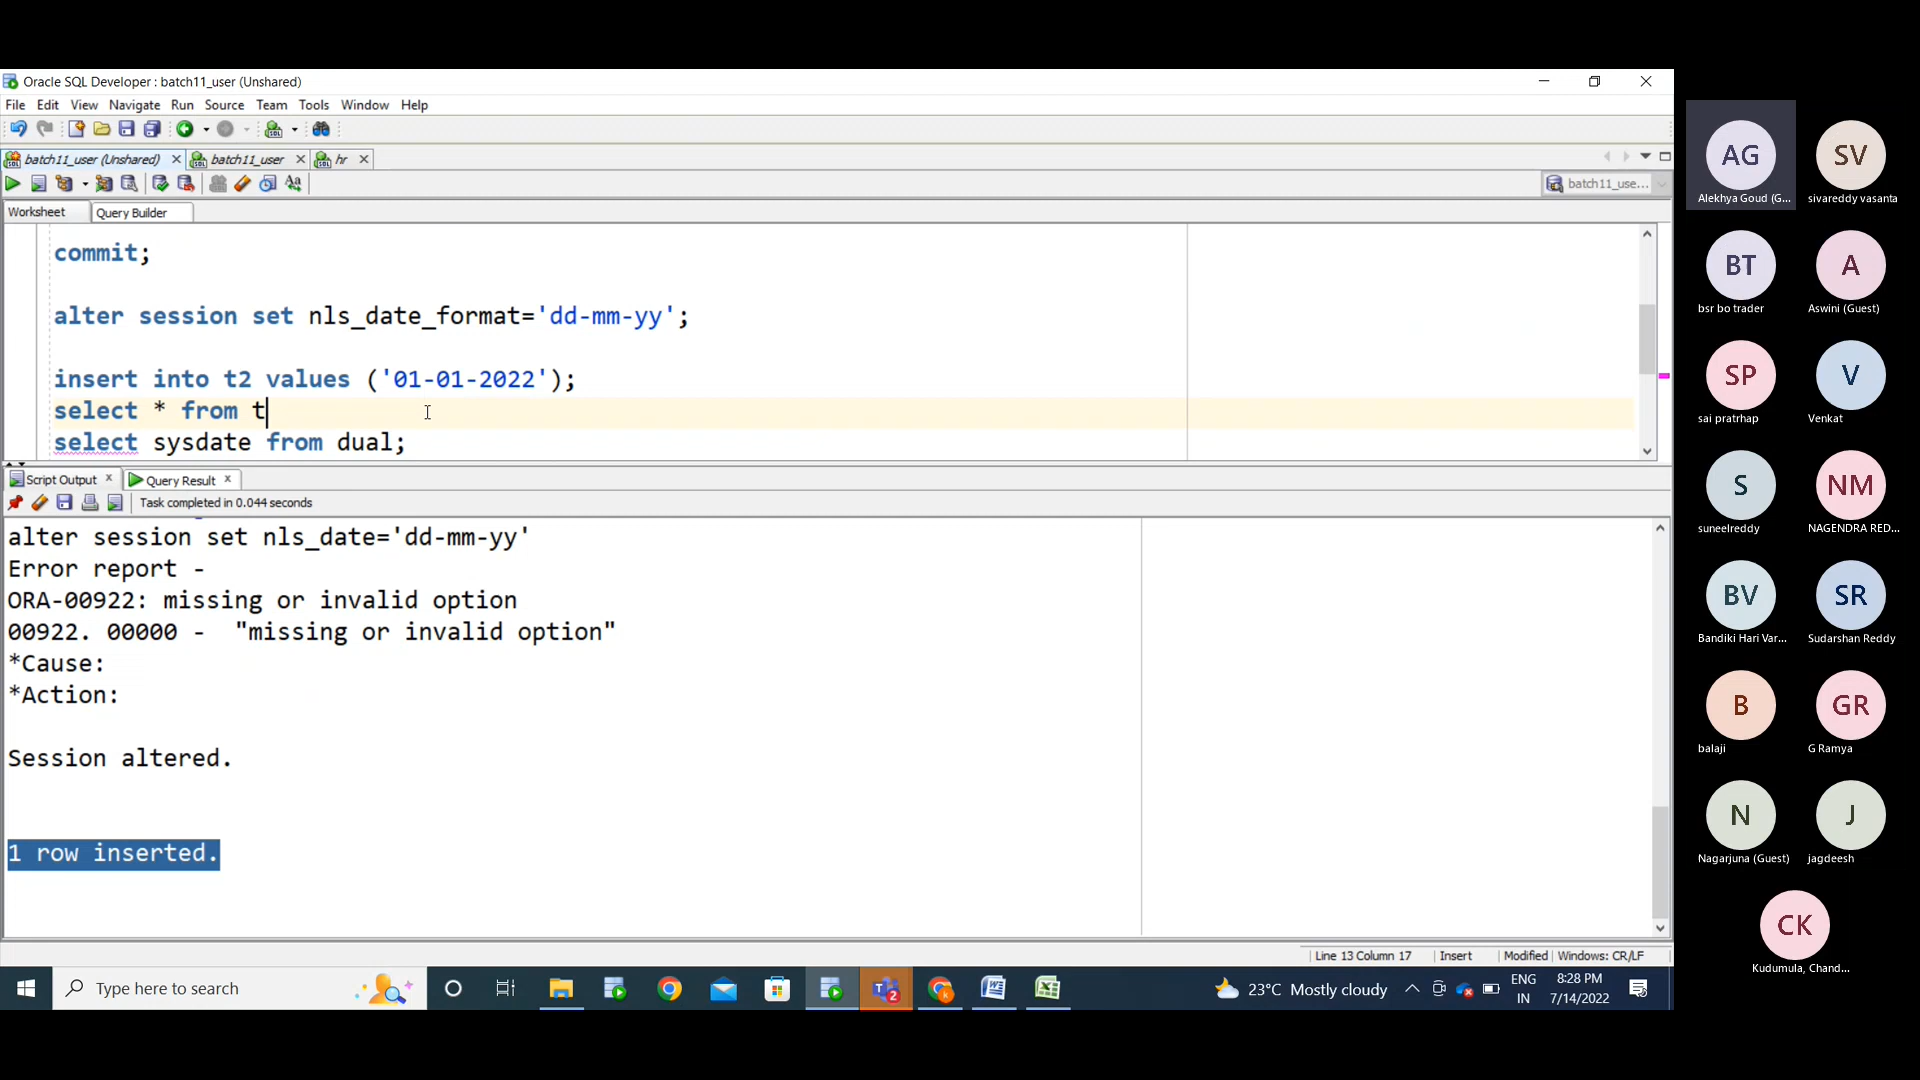 Oracle SQL Developer : batch11_user (Unshared)
File Edit View Navigate Run Source Team Tools Window Help
batch11_user (Unshared) batch11_user hr
batch11_use...
Worksheet Query Builder
commit;
alter session set nls_date_format='dd-mm-yy';
insert into t2 values ('01-01-2022');
select * from t
select sysdate from dual;
Script Output Query Result
Task completed in 0.044 seconds
alter session set nls_date='dd-mm-yy'
Error report -
ORA-00922: missing or invalid option
00922. 00000 - "missing or invalid option"
*Cause:
*Action:
Session altered.
1 row inserted.
Line 13 Column 17 Insert Modified Windows: CR/LF
Type here to search
23°C Mostly cloudy
ENG
IN
8:28 PM
7/14/2022
AG
Alekhya Goud (G...
SV
sivareddy vasanta
BT
bsr bo trader
A
Aswini (Guest)
SP
sai pratrhap
V
Venkat
S
suneelreddy
NM
NAGENDRA RED...
BV
Bandiki Hari Var...
SR
Sudarshan Reddy
B
balaji
GR
G Ramya
N
Nagarjuna (Guest)
J
jagdeesh
CK
Kudumula, Chand...